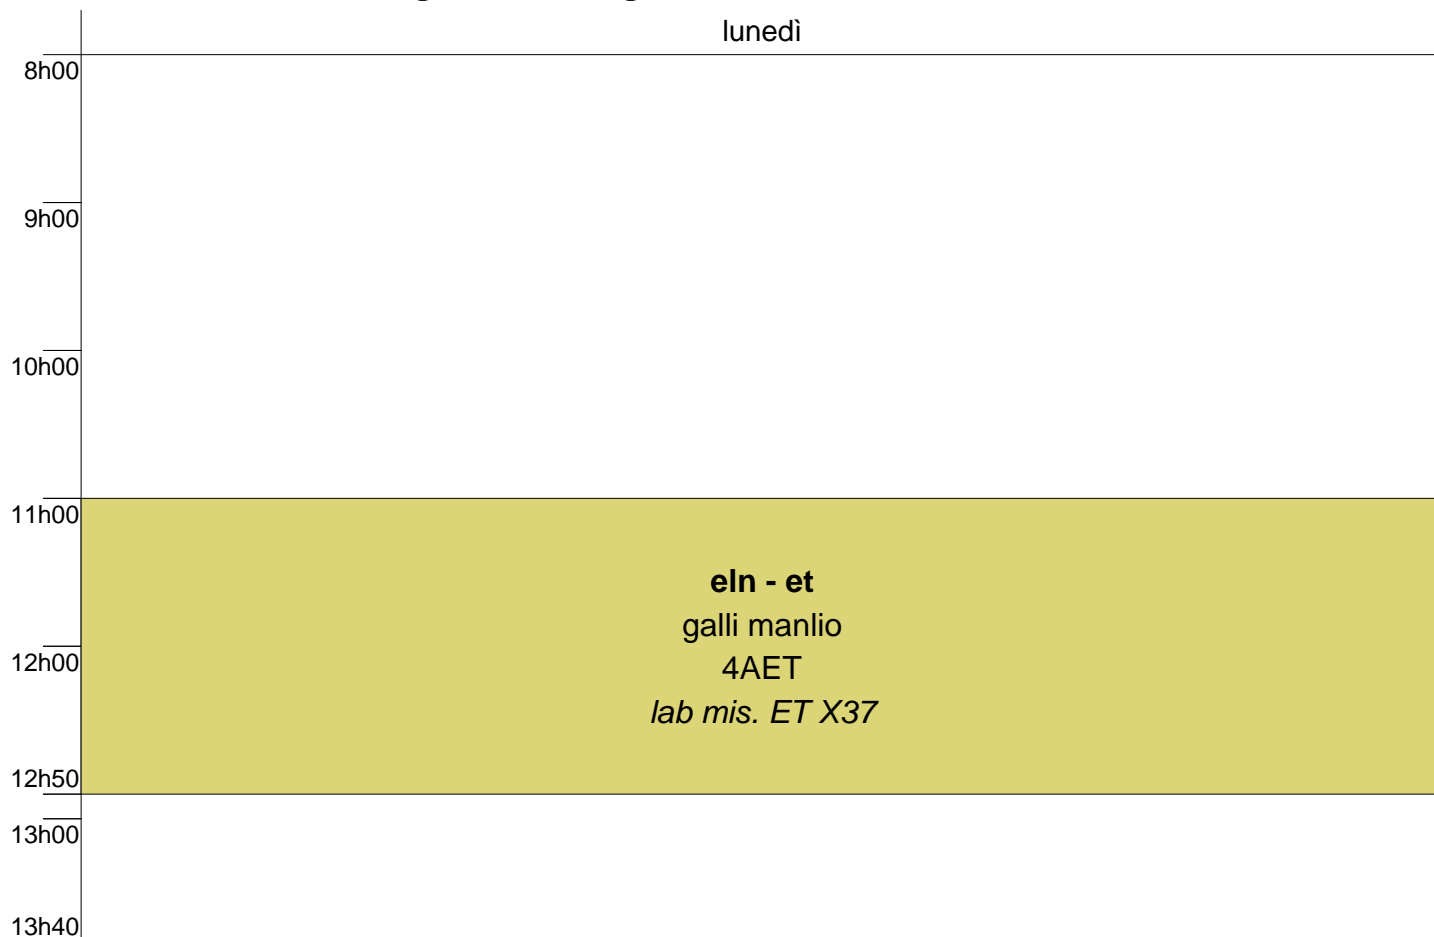 lunedì
8h00
9h00
10h00
11h00
eln - et
galli manlio
4AET
12h00
lab mis. ET X37
12h50
13h00
13h40